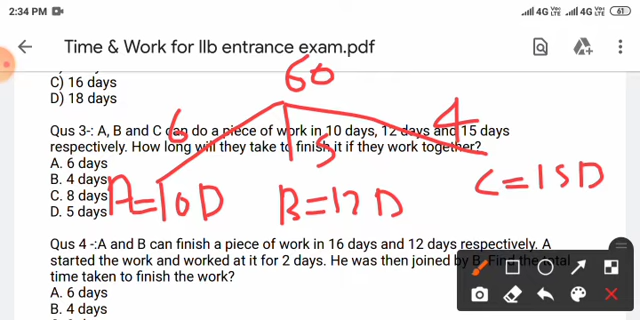 2:34 PM 4G 4G 61
Time & Work for IIb entrance exam.pdf
C) 16 days
D) 18 days
60
6 5 4
Qus 3-: A, B and C can do a piece of work in 10 days, 12 days and 15 days
respectively. How long will they take to finish it if they work together?
A. 6 days
B. 4 days
C. 8 days
D. 5 days
A=10D B=12D C=15D
Qus 4 -:A and B can finish a piece of work in 16 days and 12 days respectively. A
started the work and worked at it for 2 days. He was then joined by B. Find the total
time taken to finish the work?
A. 6 days
B. 4 days